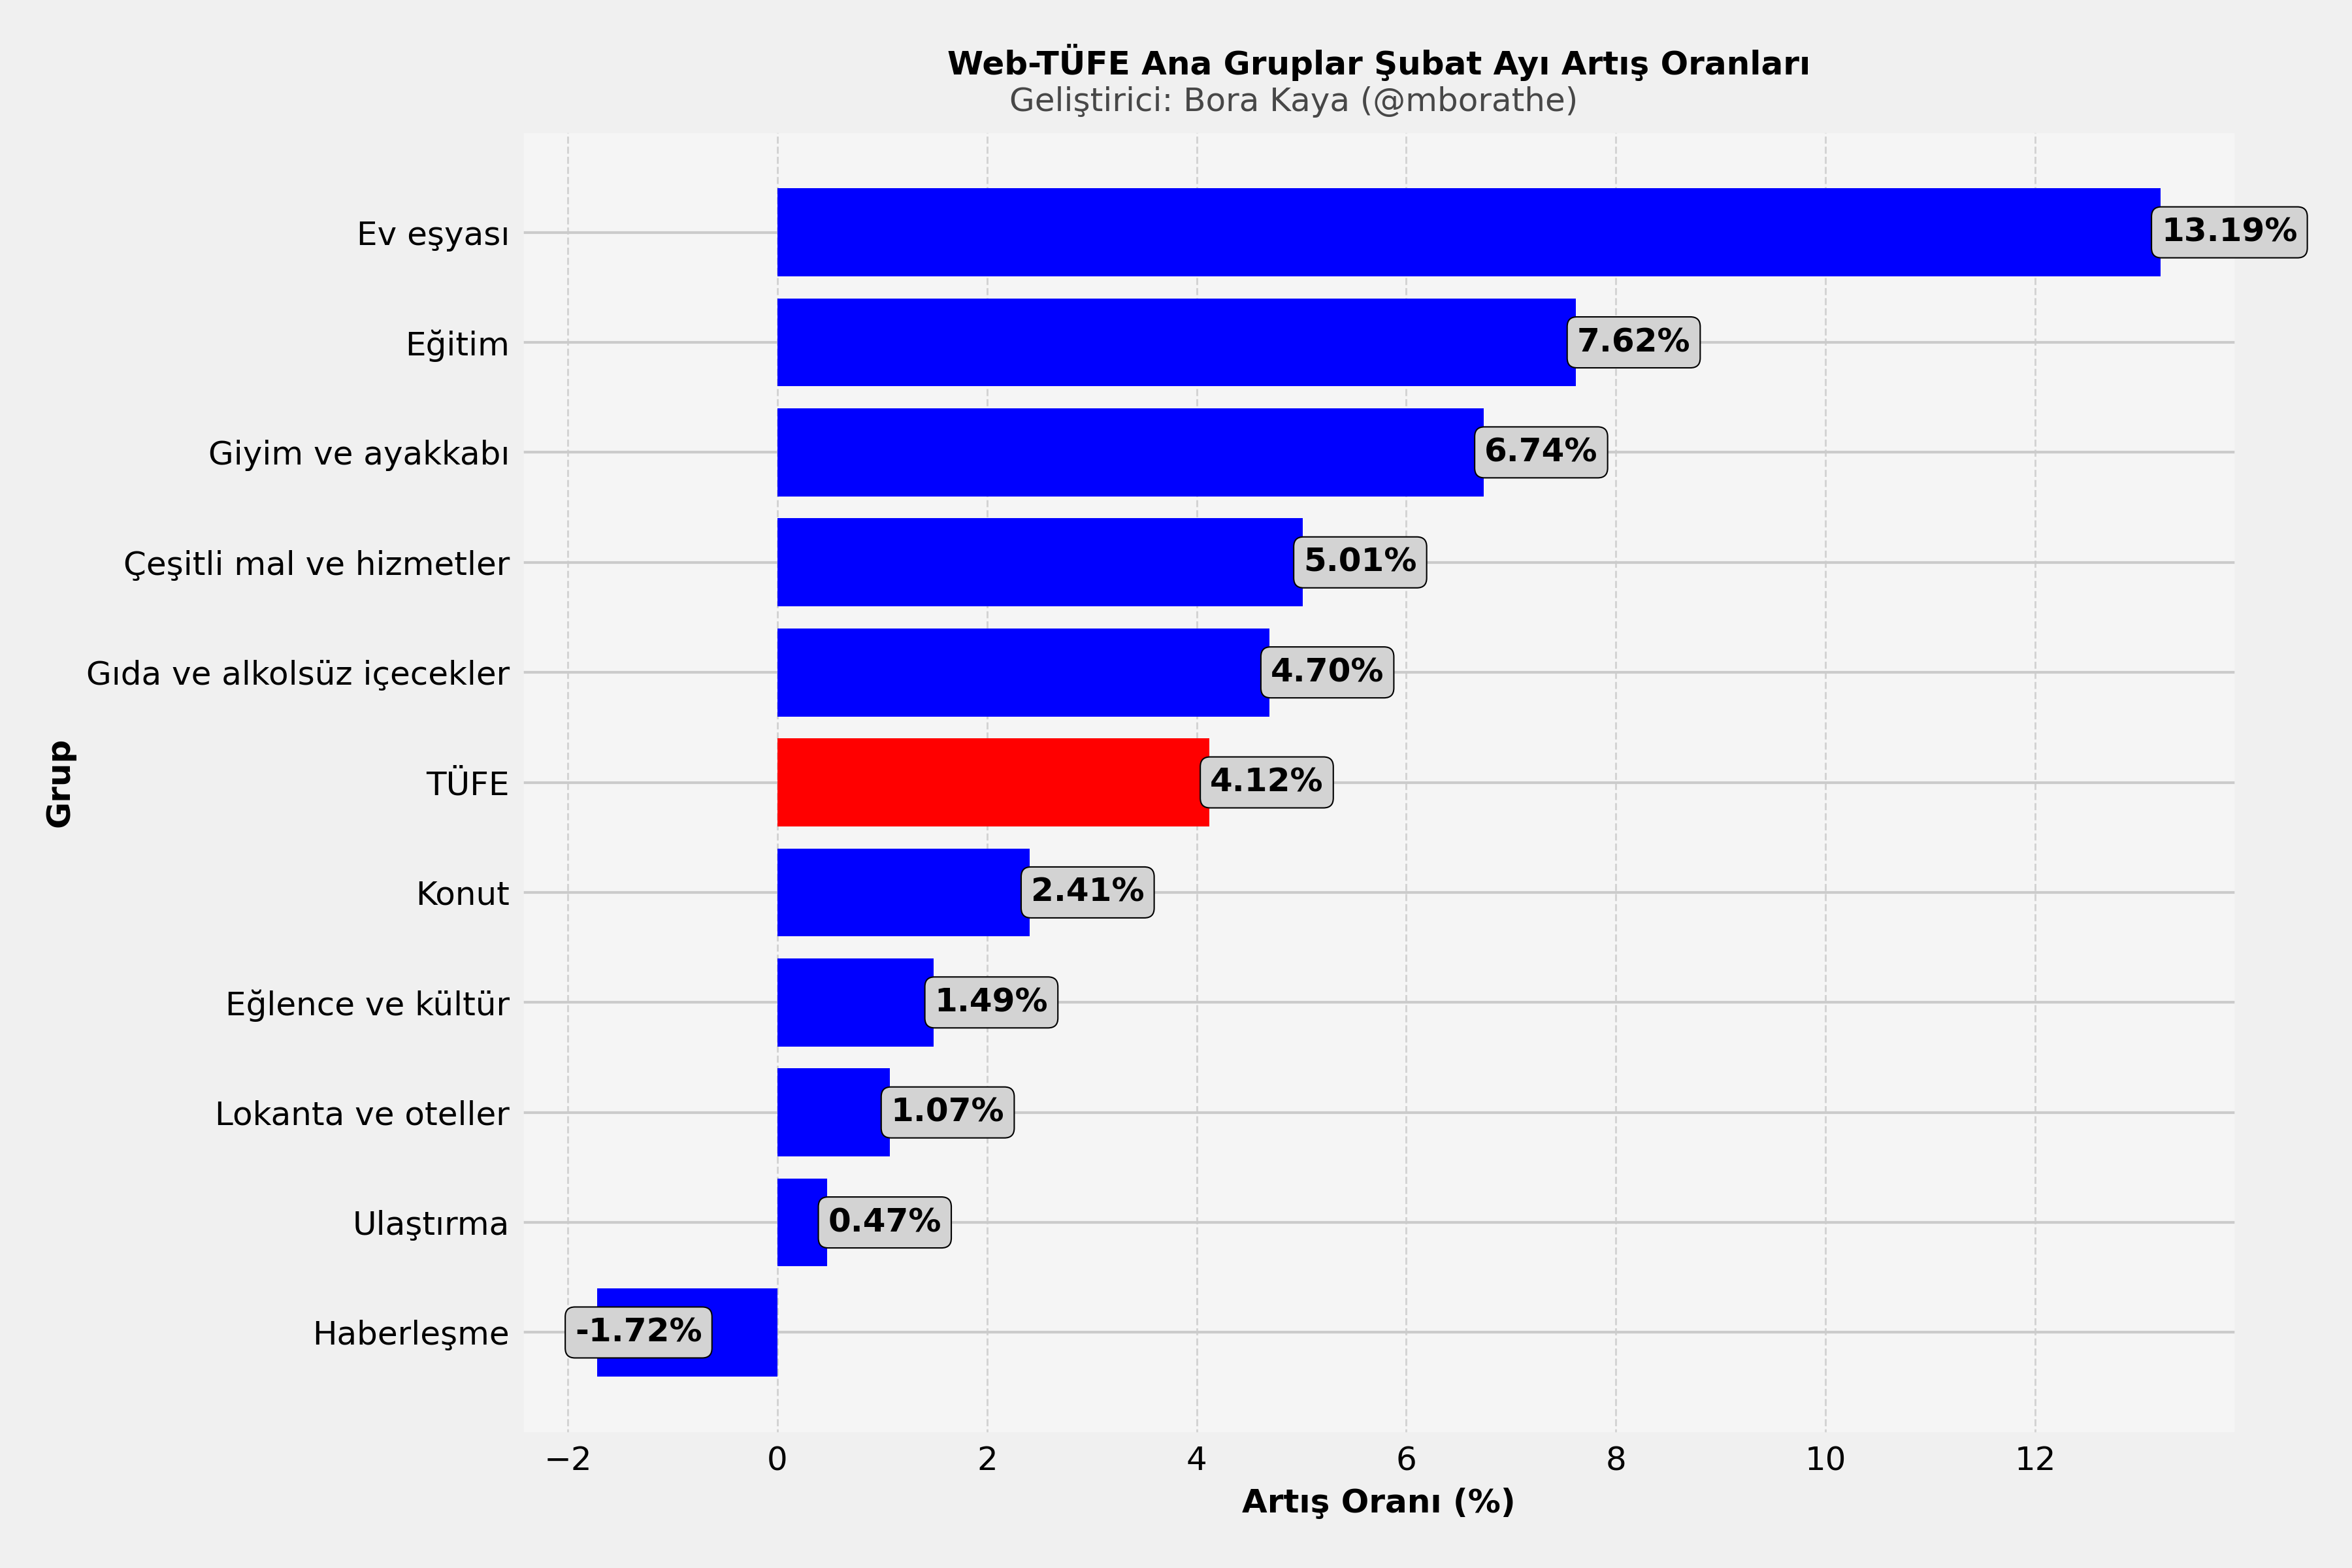 Web-TÜFE Ana Gruplar Şubat Ayı Artış Oranları
Geliştirici: Bora Kaya (@mborathe)
Grup
Ev eşyası 13.19%
Eğitim 7.62%
Giyim ve ayakkabı 6.74%
Çeşitli mal ve hizmetler 5.01%
Gıda ve alkolsüz içecekler 4.70%
TÜFE 4.12%
Konut 2.41%
Eğlence ve kültür 1.49%
Lokanta ve oteller 1.07%
Ulaştırma 0.47%
Haberleşme -1.72%
−2 0 2 4 6 8 10 12
Artış Oranı (%)